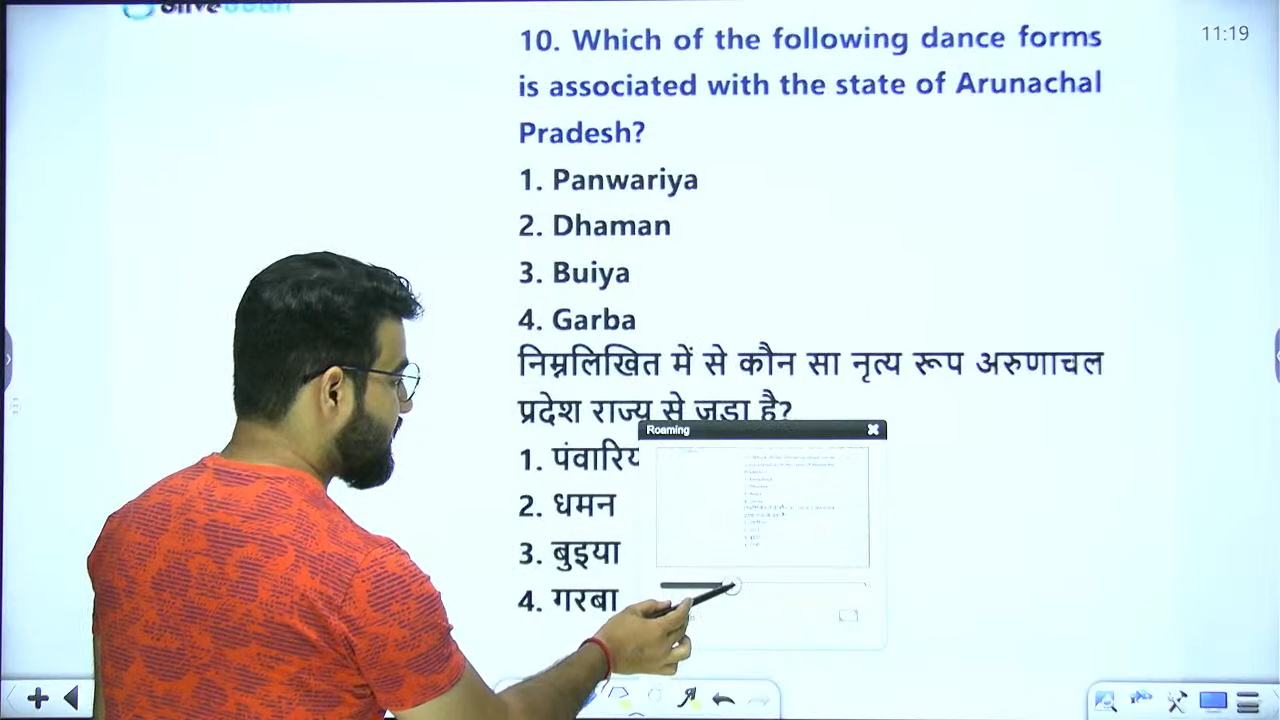 11:19
10. Which of the following dance forms
is associated with the state of Arunachal
Pradesh?
1. Panwariya
2. Dhaman
3. Buiya
4. Garba
निम्नलिखित में से कौन सा नृत्य रूप अरुणाचल
प्रदेश राज्य से जुड़ा है?
1.
2. धमन
3. बुइया
4. गरबा
Roaming